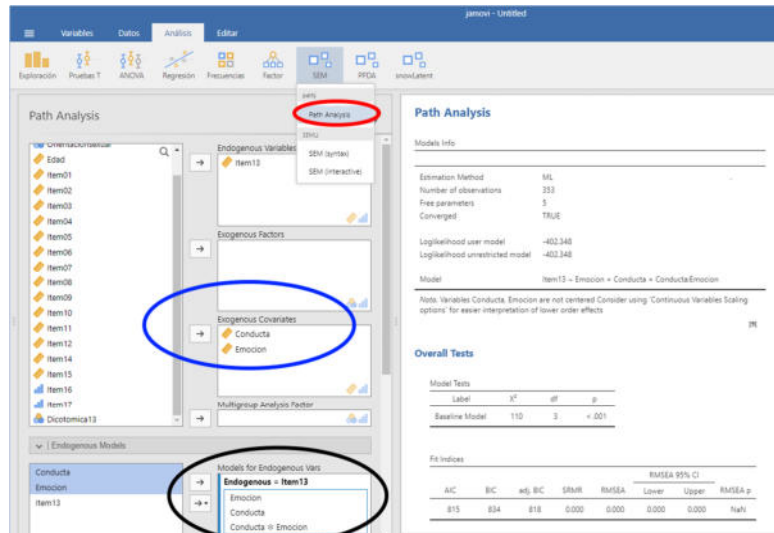 jamovi - Untitled
Variables Datos Análisis Editar
Exploración Pruebas T ANOVA Regresión Frecuencias Factor SEM PFDA snowLatent
Path Analysis
SEM (syntax)
SEM (interactive)
Path Analysis
Edad
Item01
Item02
Item03
Item04
Item05
Item06
Item07
Item08
Item09
Item10
Item11
Item12
Item14
Item15
Item16
Item17
Dicotomica13
Endogenous Variables
Item13
Exogenous Factors
Exogenous Covariates
Conducta
Emocion
Multigroup Analysis Factor
Endogenous Models
Conducta
Emocion
Item13
Models for Endogenous Vars
Endogenous = Item13
Emocion
Conducta
Conducta ✻ Emocion
Path Analysis
Models Info
Estimation Method ML
Number of observations 353
Free parameters 5
Converged TRUE
Loglikelihood user model -402.348
Loglikelihood unrestricted model -402.348
Model Item13 ~ Emocion + Conducta + Conducta:Emocion
Note. Variables Conducta, Emocion are not centered Consider using 'Continuous Variables Scaling
options' for easier interpretation of lower order effects
Overall Tests
Model Tests
Label X² df p
Baseline Model 110 3 < .001
Fit Indices
RMSEA 95% CI
AIC BIC adj. BIC SRMR RMSEA Lower Upper RMSEA p
815 834 818 0.000 0.000 0.000 0.000 NaN